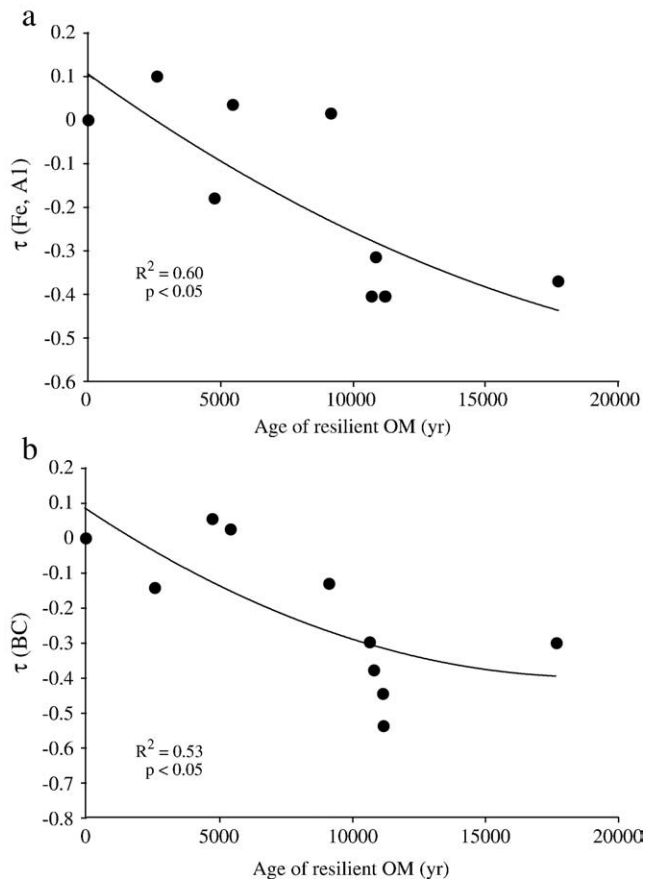 a
0.2
0.1
0
-0.1
-0.2
-0.3
-0.4
-0.5
-0.6
τ (Fe, A1)
R² = 0.60
p < 0.05
0 5000 10000 15000 20000
Age of resilient OM (yr)
b
0.2
0.1
0
-0.1
-0.2
-0.3
-0.4
-0.5
-0.6
-0.7
-0.8
τ (BC)
R² = 0.53
p < 0.05
0 5000 10000 15000 20000
Age of resilient OM (yr)